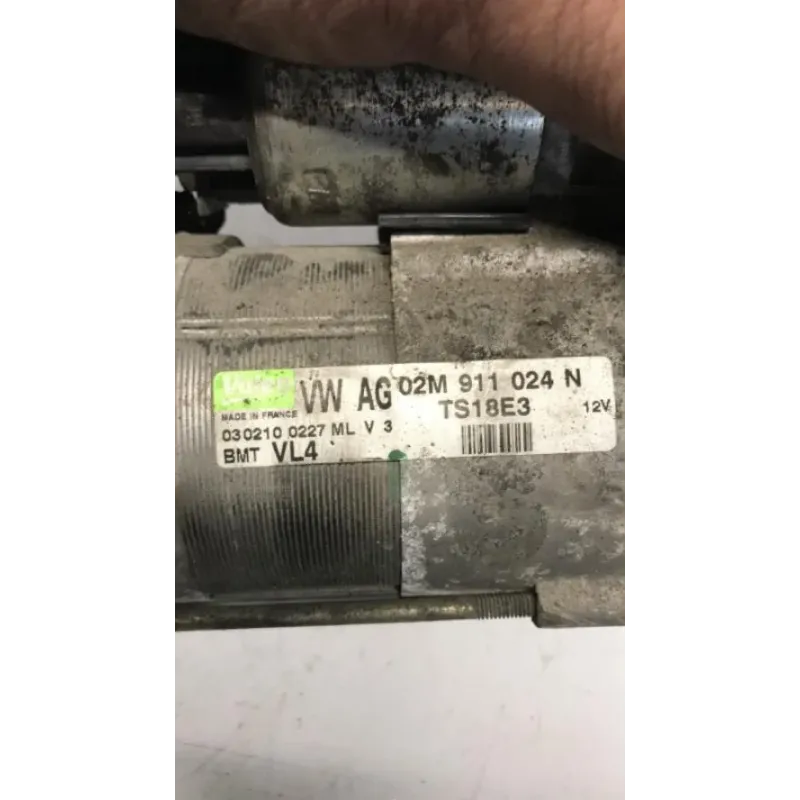 VW AG 02M 911 024 N
MADE IN FRANCE TS18E3 12V
030210 0227 ML V 3
BMT VL4